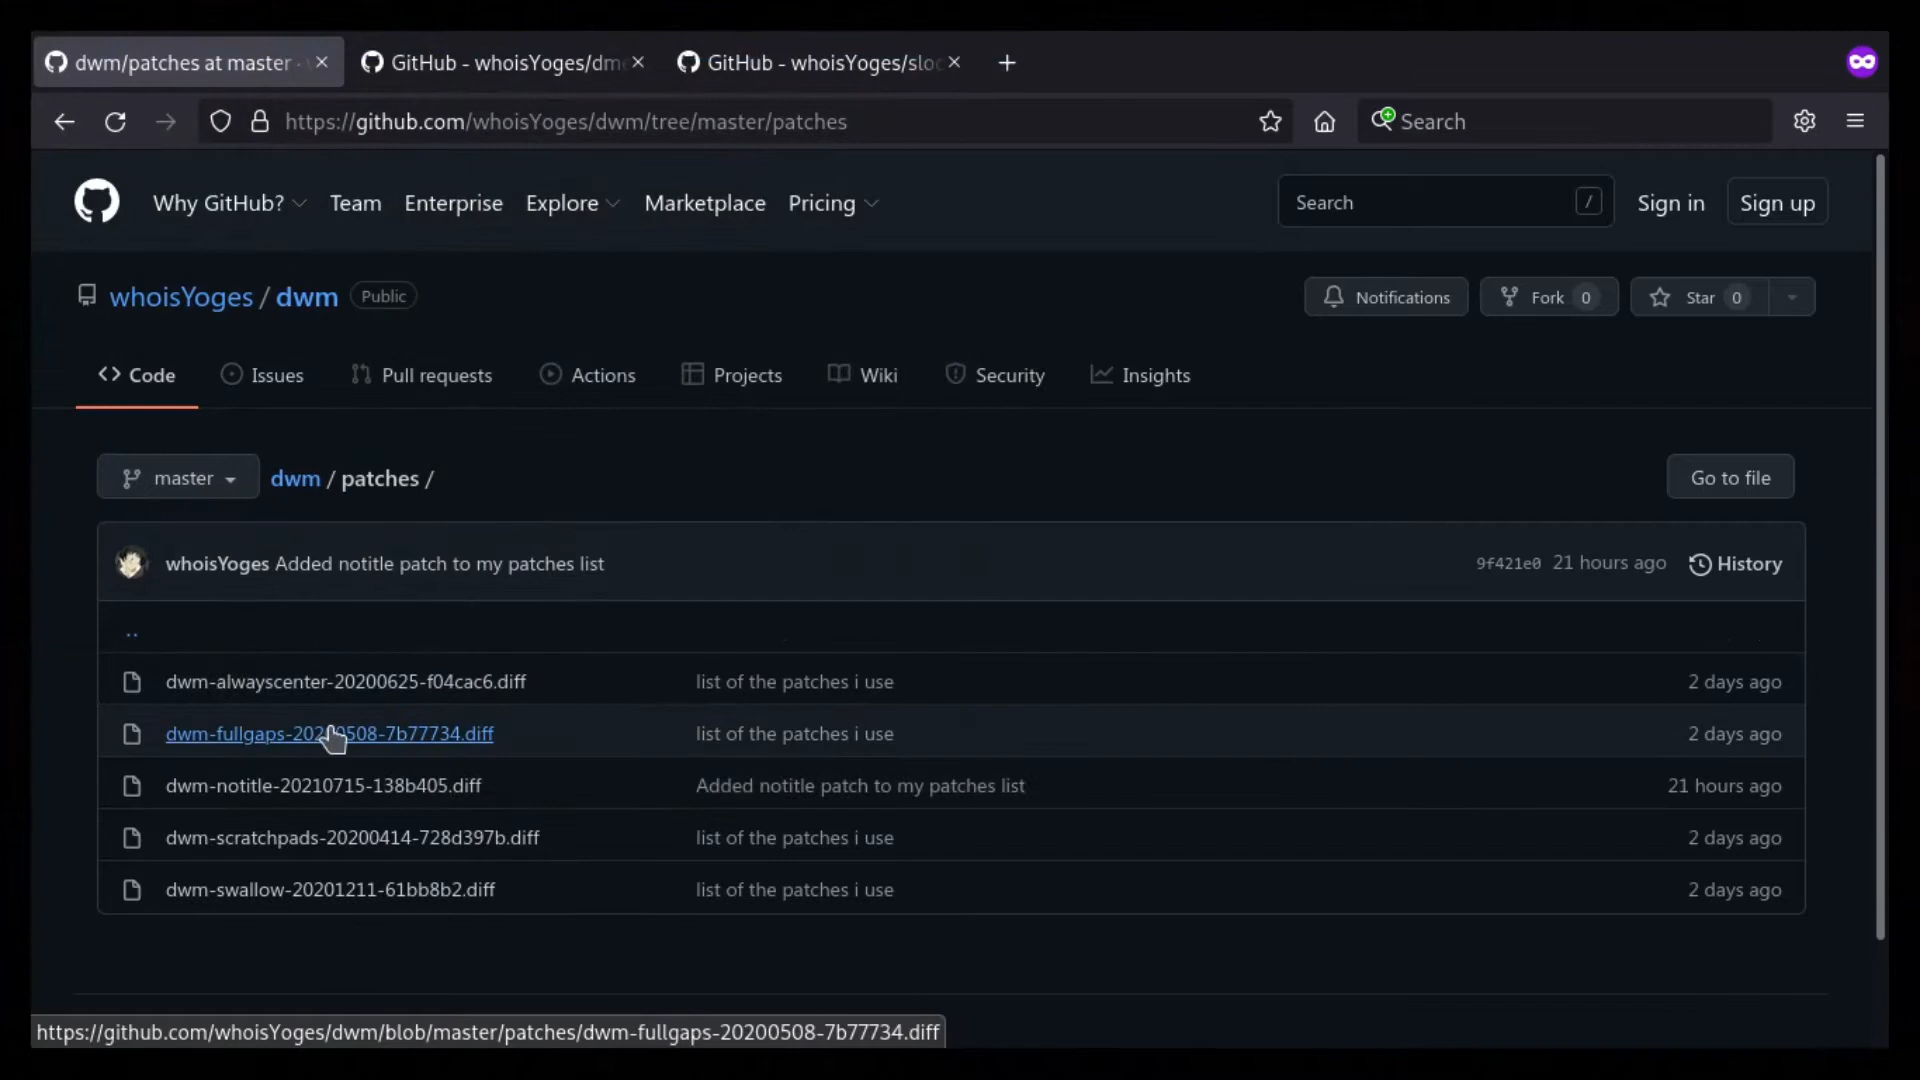 dwm/patches at master -
GitHub - whoisYoges/dm
GitHub - whoisYoges/sloc
https://github.com/whoisYoges/dwm/tree/master/patches
Search
Why GitHub? Team Enterprise Explore Marketplace Pricing
Search /
Sign in
Sign up
whoisYoges / dwm Public
Notifications
Fork 0
Star 0
Code
Issues
Pull requests
Actions
Projects
Wiki
Security
Insights
master
dwm / patches /
Go to file
whoisYoges Added notitle patch to my patches list
9f421e0 21 hours ago
History
..
dwm-alwayscenter-20200625-f04cac6.diff list of the patches i use 2 days ago
dwm-fullgaps-20200508-7b77734.diff list of the patches i use 2 days ago
dwm-notitle-20210715-138b405.diff Added notitle patch to my patches list 21 hours ago
dwm-scratchpads-20200414-728d397b.diff list of the patches i use 2 days ago
dwm-swallow-20201211-61bb8b2.diff list of the patches i use 2 days ago
https://github.com/whoisYoges/dwm/blob/master/patches/dwm-fullgaps-20200508-7b77734.diff